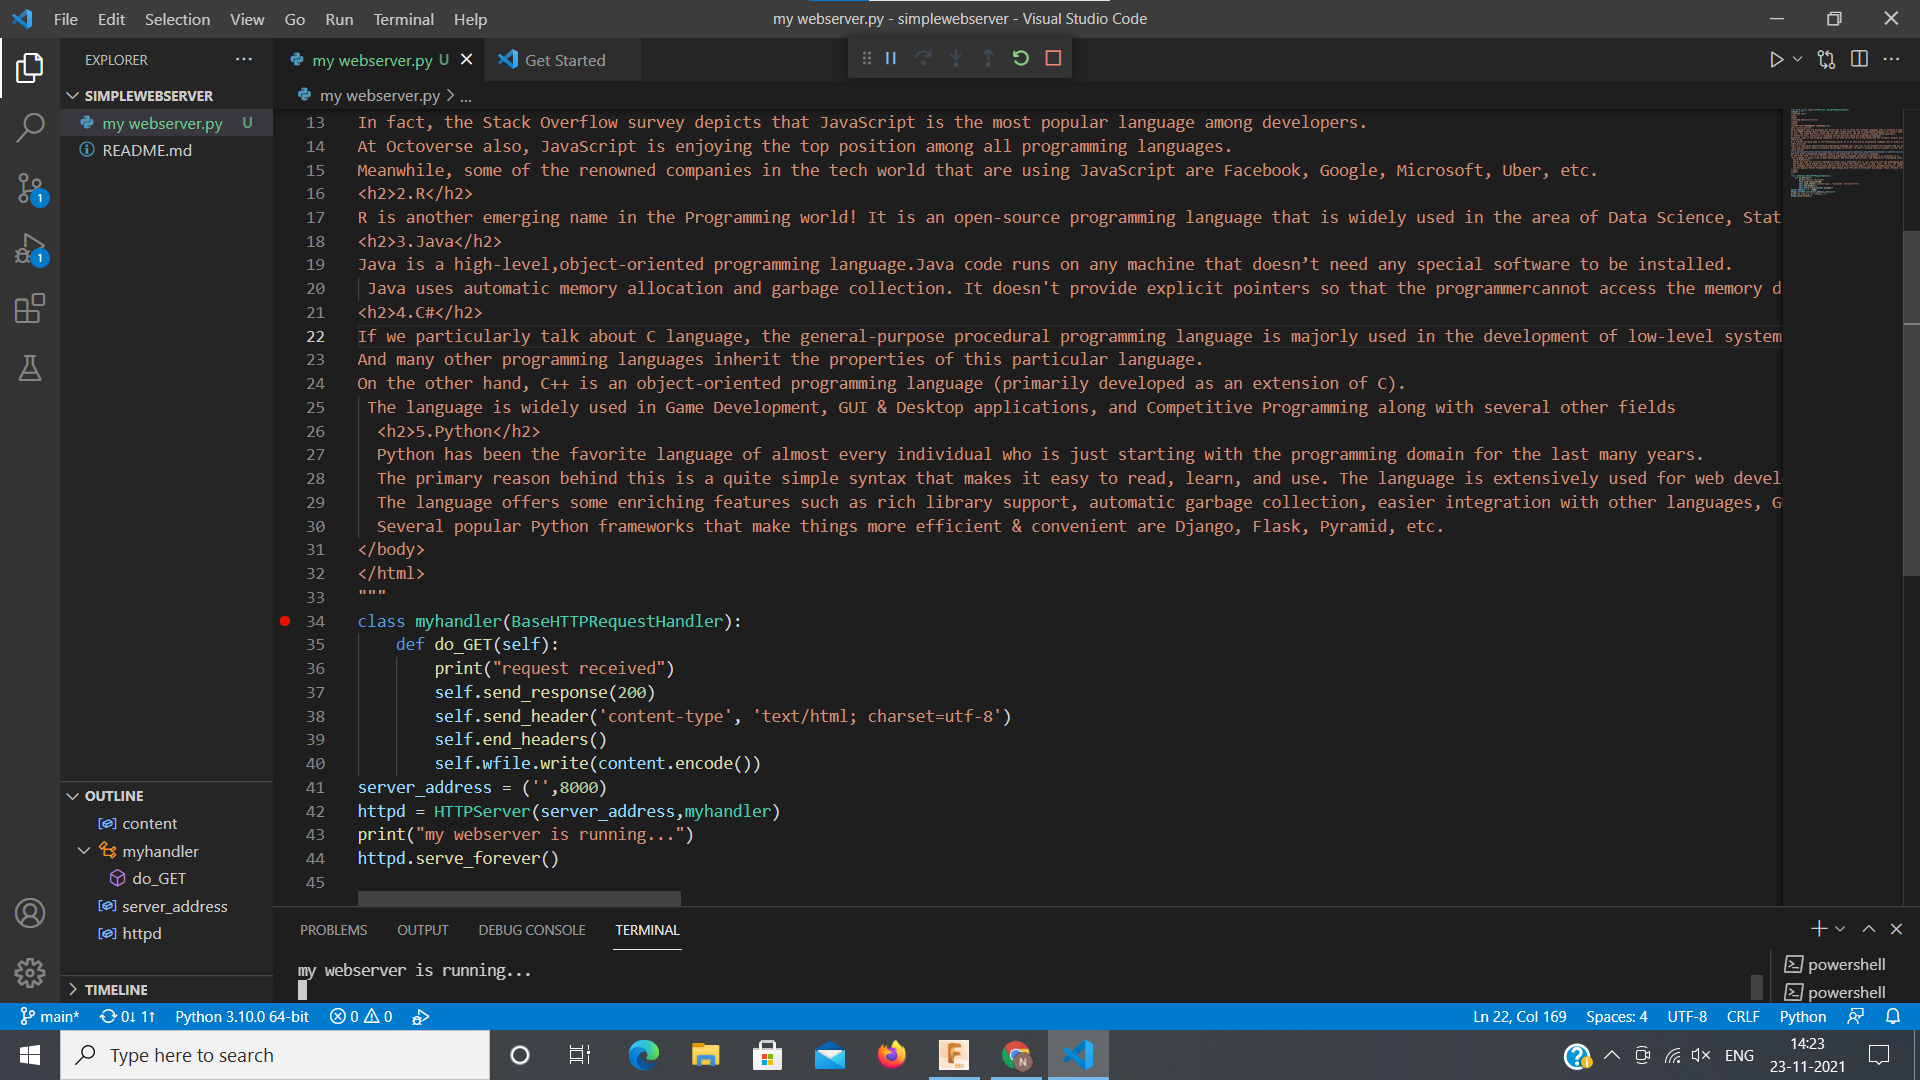 File Edit Selection View Go Run Terminal Help
my webserver.py - simplewebserver - Visual Studio Code
EXPLORER
my webserver.py U
Get Started
SIMPLEWEBSERVER
my webserver.py > ...
my webserver.py U
README.md
13 In fact, the Stack Overflow survey depicts that JavaScript is the most popular language among developers.
14 At Octoverse also, JavaScript is enjoying the top position among all programming languages.
15 Meanwhile, some of the renowned companies in the tech world that are using JavaScript are Facebook, Google, Microsoft, Uber, etc.
16 <h2>2.R</h2>
17 R is another emerging name in the Programming world! It is an open-source programming language that is widely used in the area of Data Science, Stat
18 <h2>3.Java</h2>
19 Java is a high-level,object-oriented programming language.Java code runs on any machine that doesn’t need any special software to be installed.
20 Java uses automatic memory allocation and garbage collection. It doesn't provide explicit pointers so that the programmercannot access the memory d
21 <h2>4.C#</h2>
22 If we particularly talk about C language, the general-purpose procedural programming language is majorly used in the development of low-level system
23 And many other programming languages inherit the properties of this particular language.
24 On the other hand, C++ is an object-oriented programming language (primarily developed as an extension of C).
25 The language is widely used in Game Development, GUI & Desktop applications, and Competitive Programming along with several other fields
26 <h2>5.Python</h2>
27 Python has been the favorite language of almost every individual who is just starting with the programming domain for the last many years.
28 The primary reason behind this is a quite simple syntax that makes it easy to read, learn, and use. The language is extensively used for web devel
29 The language offers some enriching features such as rich library support, automatic garbage collection, easier integration with other languages, G
30 Several popular Python frameworks that make things more efficient & convenient are Django, Flask, Pyramid, etc.
31 </body>
32 </html>
33 """
34 class myhandler(BaseHTTPRequestHandler):
35 def do_GET(self):
36 print("request received")
37 self.send_response(200)
38 self.send_header('content-type', 'text/html; charset=utf-8')
39 self.end_headers()
40 self.wfile.write(content.encode())
41 server_address = ('',8000)
42 httpd = HTTPServer(server_address,myhandler)
43 print("my webserver is running...")
44 httpd.serve_forever()
45
1
1
OUTLINE
content
myhandler
do_GET
server_address
httpd
TIMELINE
PROBLEMS OUTPUT DEBUG CONSOLE TERMINAL
my webserver is running...
powershell
powershell
main* 0↓ 1↑ Python 3.10.0 64-bit 0 0
Ln 22, Col 169 Spaces: 4 UTF-8 CRLF Python
Type here to search
N
ENG
14:23
23-11-2021